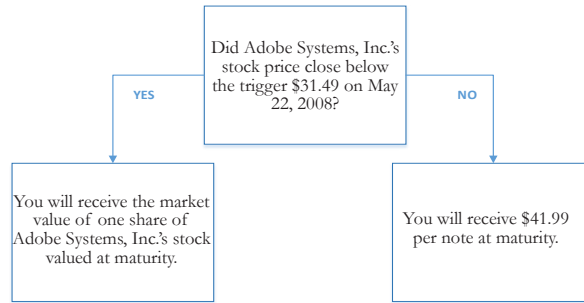 Did Adobe Systems, Inc.'s
stock price close below
the trigger $31.49 on May
22, 2008?
YES
NO
You will receive the market
value of one share of
Adobe Systems, Inc.'s stock
valued at maturity.
You will receive $41.99
per note at maturity.